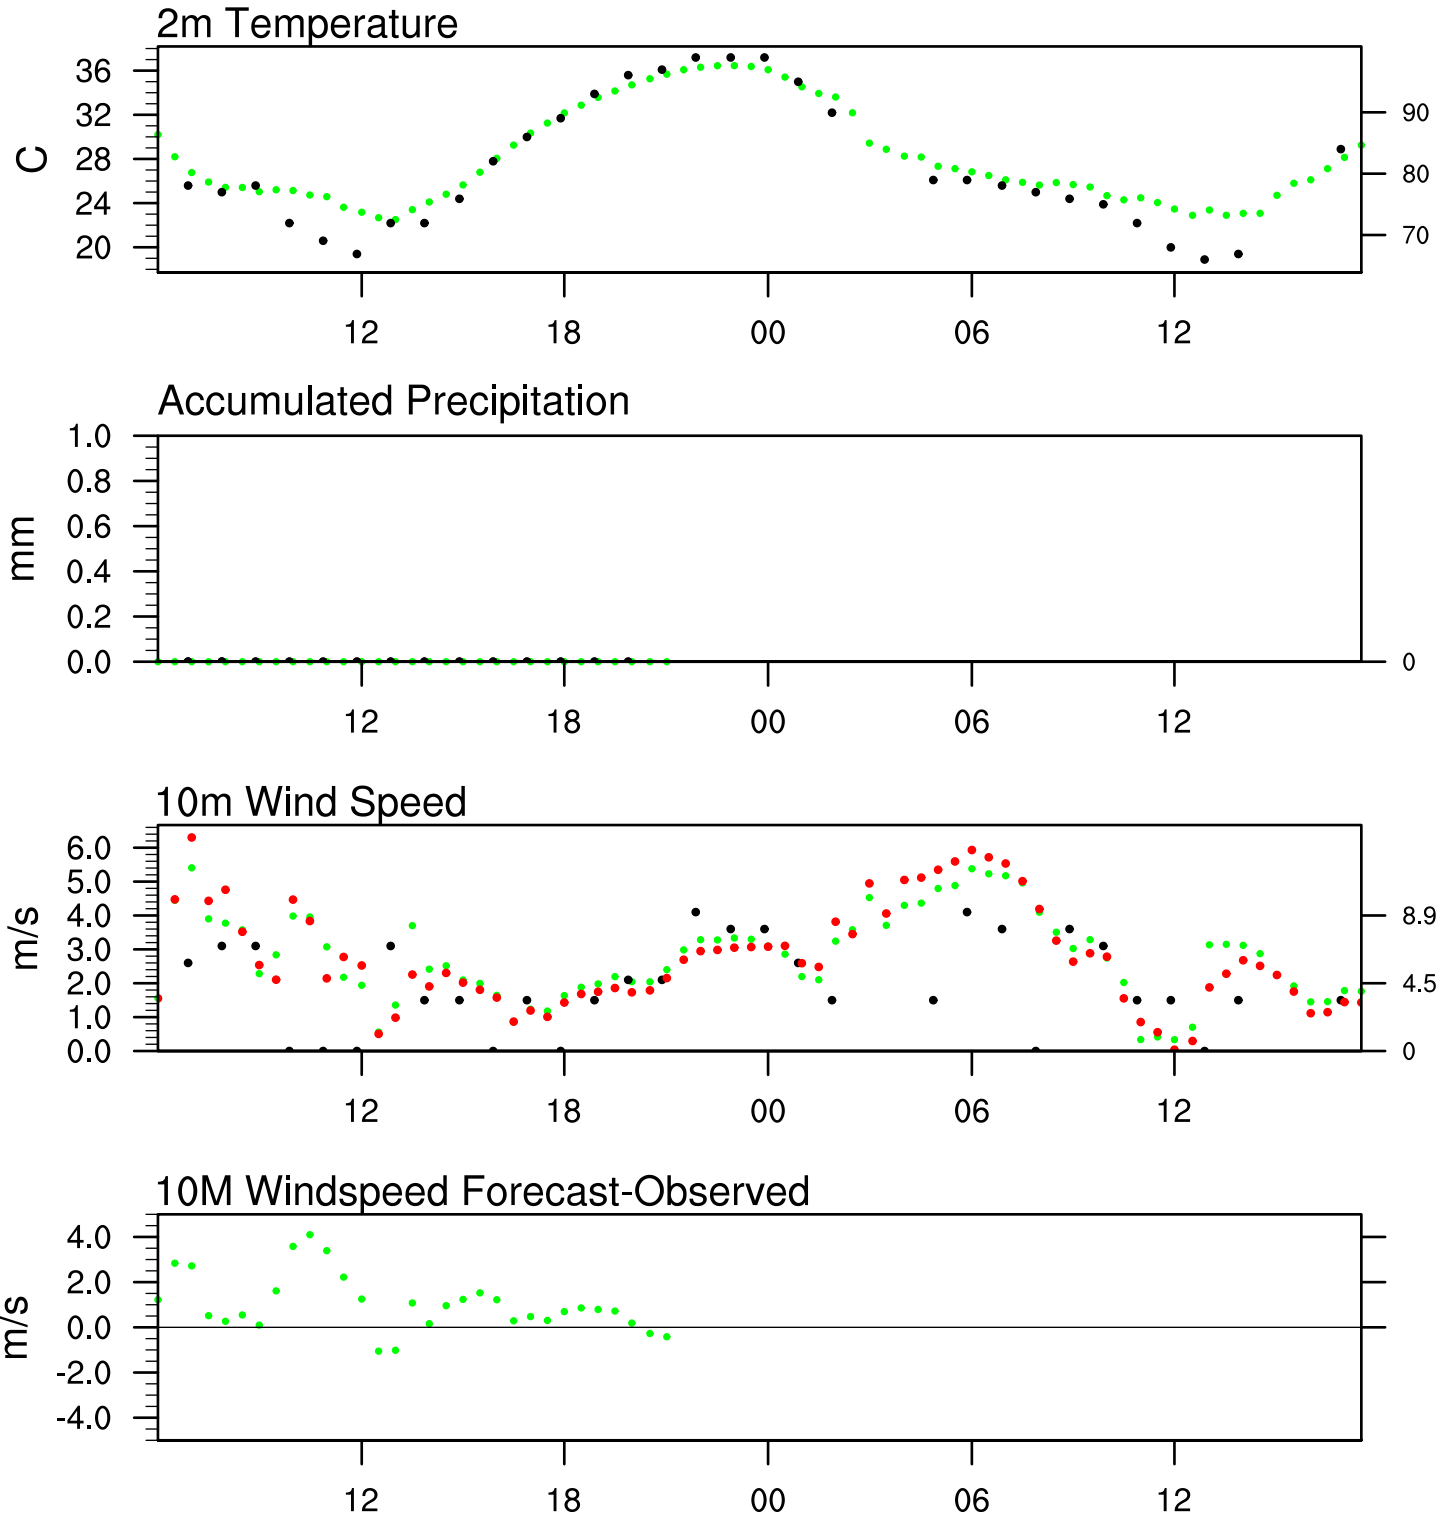 2m Temperature
C
36
32
28
24
20
90
80
70
12 18 00 06 12
Accumulated Precipitation
mm
1.0
0.8
0.6
0.4
0.2
0.0
0
12 18 00 06 12
10m Wind Speed
m/s
6.0
5.0
4.0
3.0
2.0
1.0
0.0
8.9
4.5
0
12 18 00 06 12
10M Windspeed Forecast-Observed
m/s
4.0
2.0
0.0
-2.0
-4.0
12 18 00 06 12